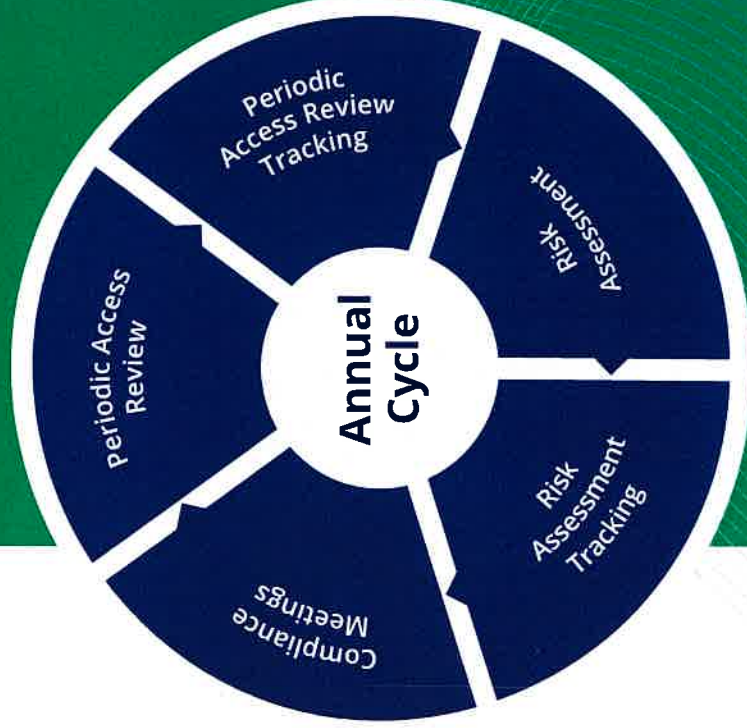 Annual
Cycle
Periodic Access
Review
Periodic
Access Review
Tracking
Risk
Assessment
Risk
Assessment
Tracking
Compliance
Meetings